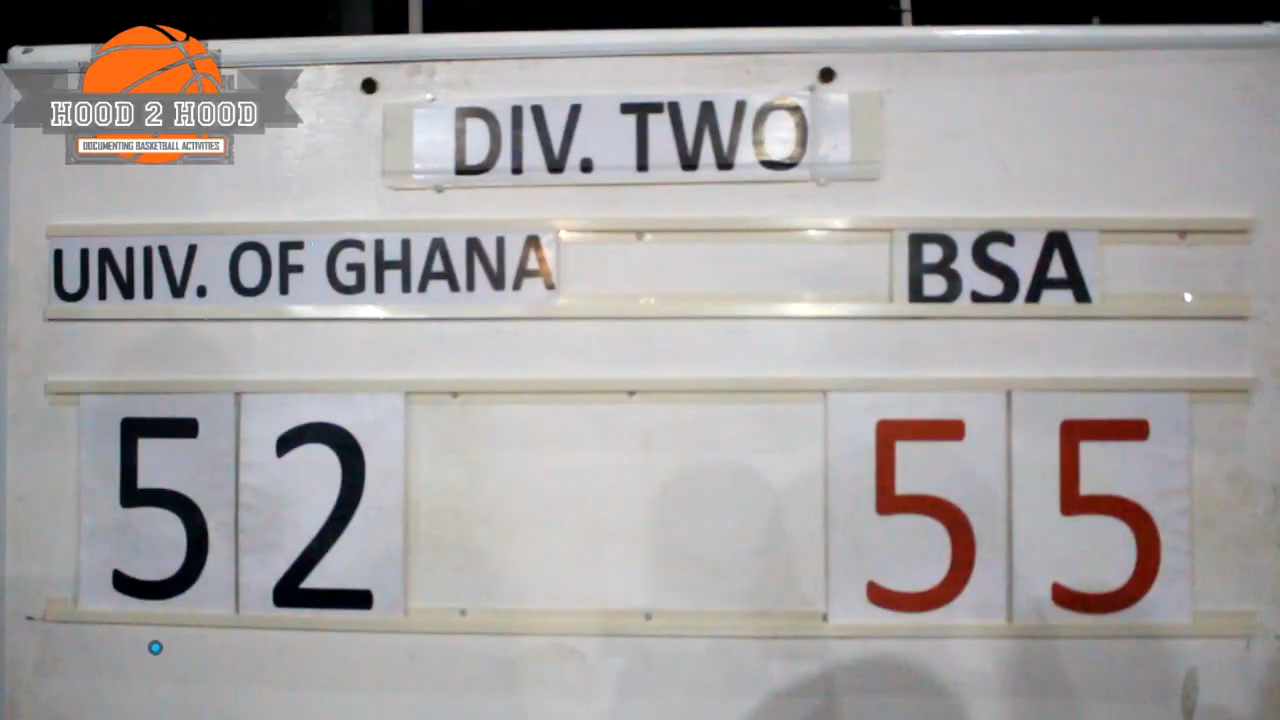 HOOD 2 HOOD
DOCUMENTING BASKETBALL ACTIVITIES
DIV. TWO
UNIV. OF GHANA
BSA
52
55